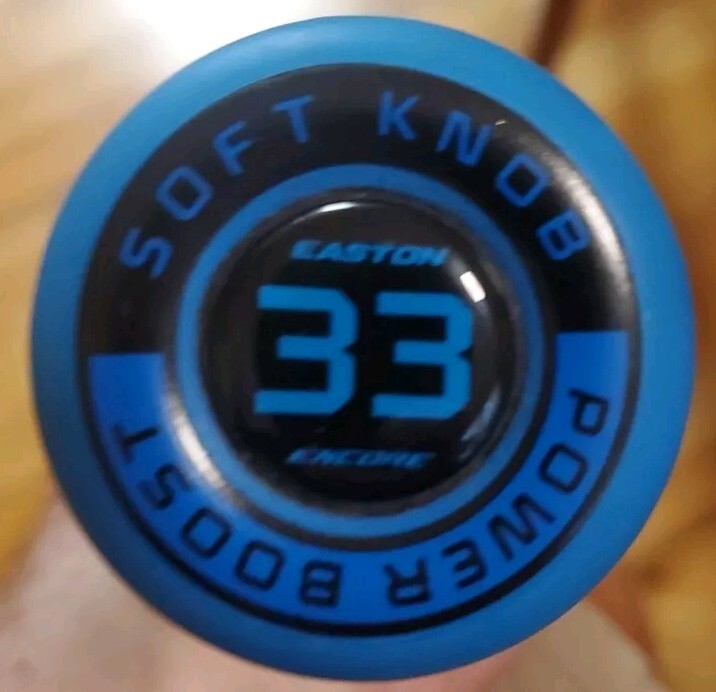 SOFT KNOB
EASTON
33
ENCORE
POWER BOOST